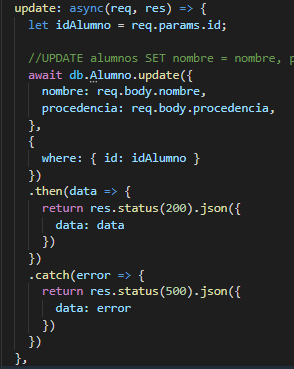 update: async(req, res) => {
let idAlumno = req.params.id;
//UPDATE alumnos SET nombre = nombre, p
await db.Alumno.update({
nombre: req.body.nombre,
procedencia: req.body.procedencia,
},
{
where: { id: idAlumno }
})
.then(data => {
return res.status(200).json({
data: data
})
})
.catch(error => {
return res.status(500).json({
data: error
})
})
},